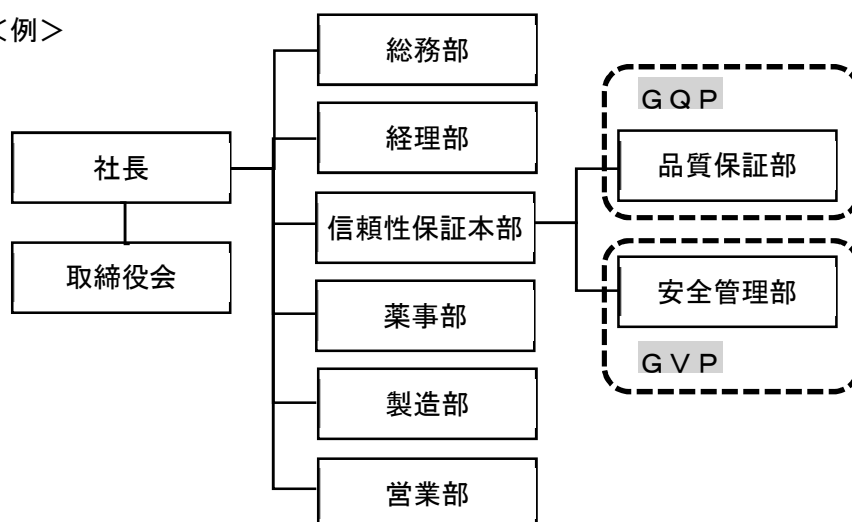 ＜例＞
総務部
ＧＱＰ
経理部
社長
品質保証部
信頼性保証本部
取締役会
安全管理部
薬事部
ＧＶＰ
製造部
営業部